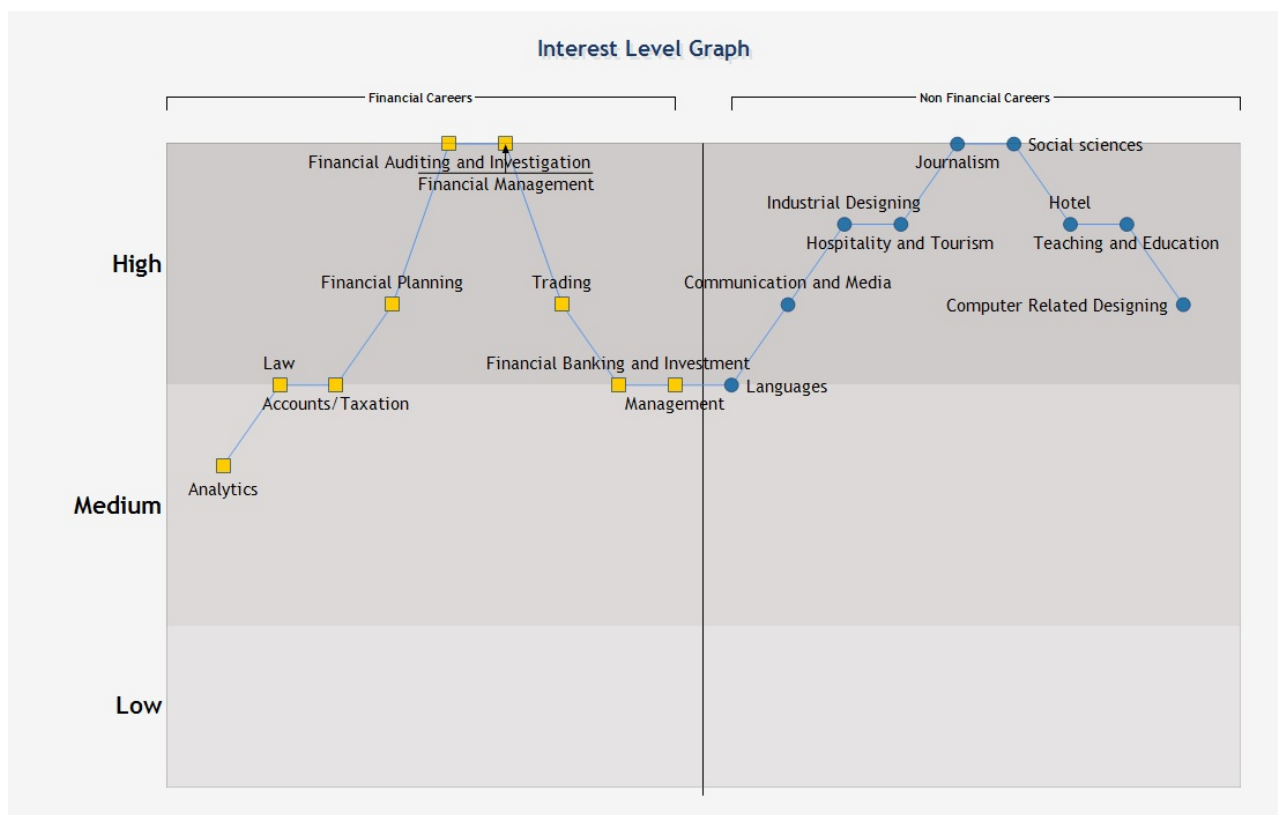 Interest Level Graph
Financial Careers
Non Financial Careers
Social sciences
Financial Auditing and Investigation
Journalism
Financial Management
Industrial Designing
Hotel
Hospitality and Tourism
Teaching and Education
High
Financial Planning
Trading
Communication and Media
Computer Related Designing
Law
Financial Banking and Investment
Languages
Accounts/Taxation
Management
Analytics
Medium
Low